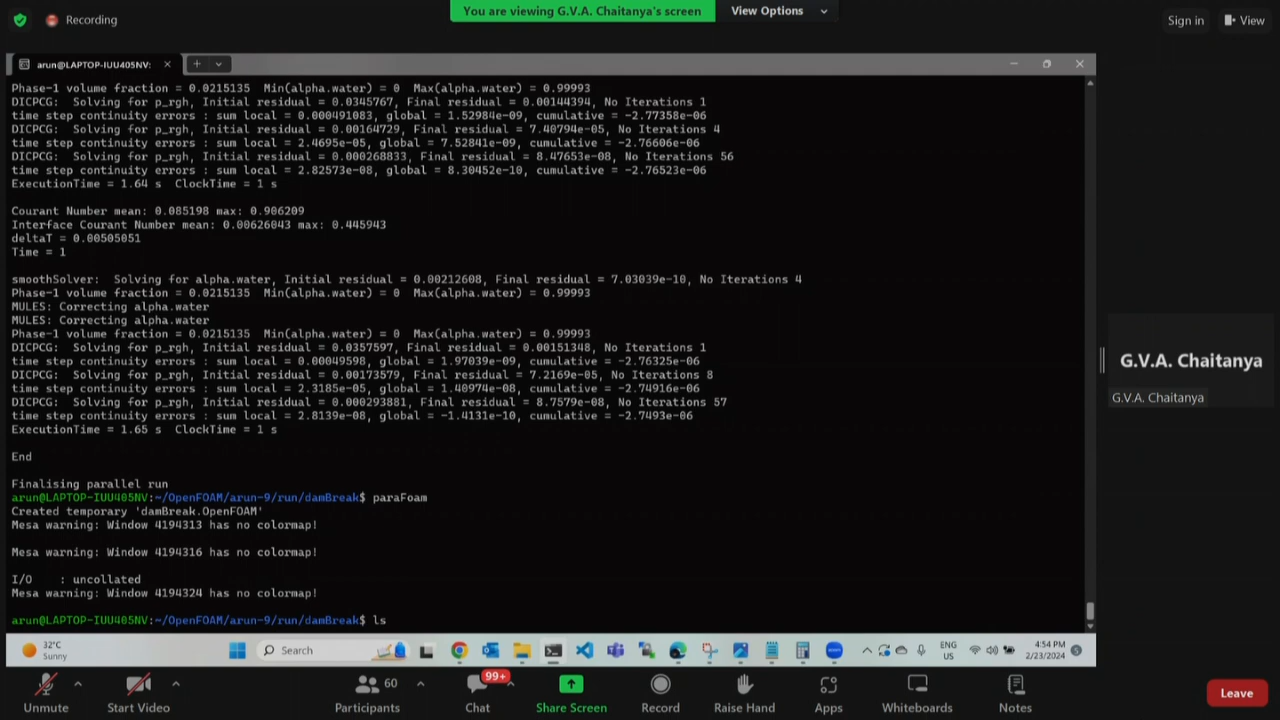 Recording
You are viewing G.V.A. Chaitanya's screen
View Options
Sign in
View
arun@LAPTOP-IUU405NV:
Phase-1 volume fraction = 0.0215135  Min(alpha.water) = 0  Max(alpha.water) = 0.99993
DICPCG:  Solving for p_rgh, Initial residual = 0.0345767, Final residual = 0.00144394, No Iterations 1
time step continuity errors : sum local = 0.000491083, global = 1.52984e-09, cumulative = -2.77358e-06
DICPCG:  Solving for p_rgh, Initial residual = 0.00164729, Final residual = 7.40794e-05, No Iterations 4
time step continuity errors : sum local = 2.4695e-05, global = 7.52841e-09, cumulative = -2.76606e-06
DICPCG:  Solving for p_rgh, Initial residual = 0.000268833, Final residual = 8.47653e-08, No Iterations 56
time step continuity errors : sum local = 2.82573e-08, global = 8.30452e-10, cumulative = -2.76523e-06
ExecutionTime = 1.64 s  ClockTime = 1 s
Courant Number mean: 0.085198 max: 0.906209
Interface Courant Number mean: 0.00626043 max: 0.445943
deltaT = 0.00505051
Time = 1
smoothSolver:  Solving for alpha.water, Initial residual = 0.00212608, Final residual = 7.03039e-10, No Iterations 4
Phase-1 volume fraction = 0.0215135  Min(alpha.water) = 0  Max(alpha.water) = 0.99993
MULES: Correcting alpha.water
MULES: Correcting alpha.water
Phase-1 volume fraction = 0.0215135  Min(alpha.water) = 0  Max(alpha.water) = 0.99993
DICPCG:  Solving for p_rgh, Initial residual = 0.0357597, Final residual = 0.00151348, No Iterations 1
time step continuity errors : sum local = 0.00049598, global = 1.97039e-09, cumulative = -2.76325e-06
DICPCG:  Solving for p_rgh, Initial residual = 0.00173579, Final residual = 7.2169e-05, No Iterations 8
time step continuity errors : sum local = 2.3185e-05, global = 1.40974e-08, cumulative = -2.74916e-06
DICPCG:  Solving for p_rgh, Initial residual = 0.000293881, Final residual = 8.7579e-08, No Iterations 57
time step continuity errors : sum local = 2.8139e-08, global = -1.4131e-10, cumulative = -2.7493e-06
ExecutionTime = 1.65 s  ClockTime = 1 s
End
Finalising parallel run
arun@LAPTOP-IUU405NV:~/OpenFOAM/arun-9/run/damBreak$ paraFoam
Created temporary 'damBreak.OpenFOAM'
Mesa warning: Window 4194313 has no colormap!
Mesa warning: Window 4194316 has no colormap!
I/O    : uncollated
Mesa warning: Window 4194324 has no colormap!
arun@LAPTOP-IUU405NV:~/OpenFOAM/arun-9/run/damBreak$ ls
G.V.A. Chaitanya
G.V.A. Chaitanya
32°C
Sunny
Search
ENG
US
4:54 PM
2/23/2024
5
Unmute
Start Video
60
Participants
99+
Chat
Share Screen
Record
Raise Hand
Apps
Whiteboards
Notes
Leave